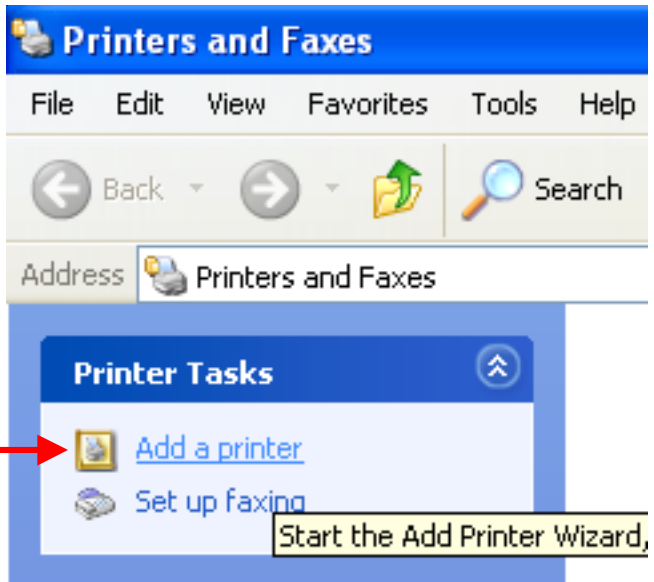 Printers and Faxes
File Edit View Favorites Tools Help
Back Search
Address Printers and Faxes
Printer Tasks
Add a printer
Set up faxing
Start the Add Printer Wizard,